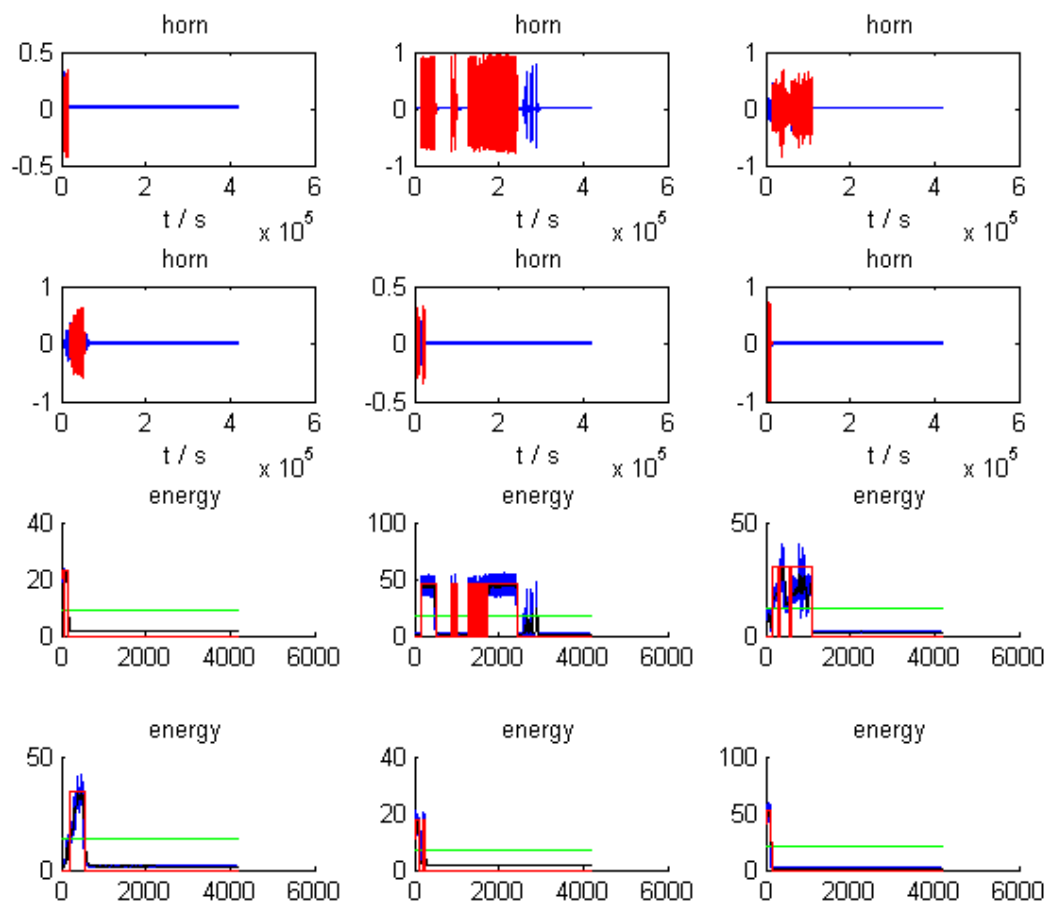 horn horn horn
0.5 1 1
0 0 0
-0.5 -1 -1
0 2 4 6 0 2 4 6 0 2 4 6
t / s t / s t / s
x 10^5 x 10^5 x 10^5
horn horn horn
1 0.5 1
0 0 0
-1 -0.5 -1
0 2 4 6 0 2 4 6 0 2 4 6
t / s t / s t / s
x 10^5 x 10^5 x 10^5
energy energy energy
40 100 50
20 50
0 0 0
0 2000 4000 6000 0 2000 4000 6000 0 2000 4000 6000
energy energy energy
50 40 100
20 50
0 0 0
0 2000 4000 6000 0 2000 4000 6000 0 2000 4000 6000